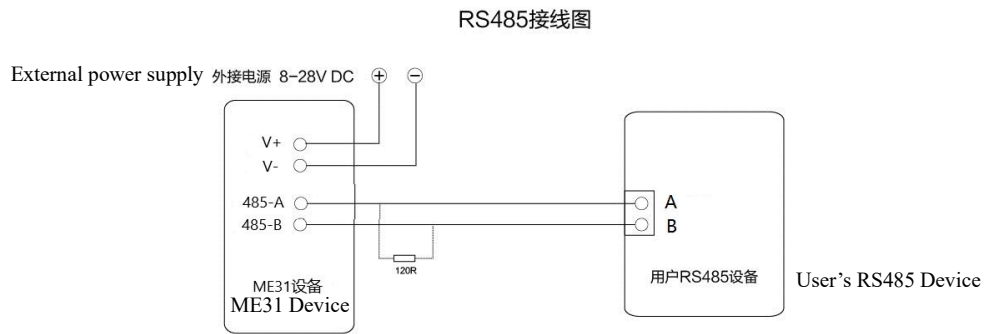 RS485接线图
External power supply 外接电源 8-28V DC + −
V+
V-
485-A
485-B
A
B
120R
ME31设备
ME31 Device
用户RS485设备
User's RS485 Device